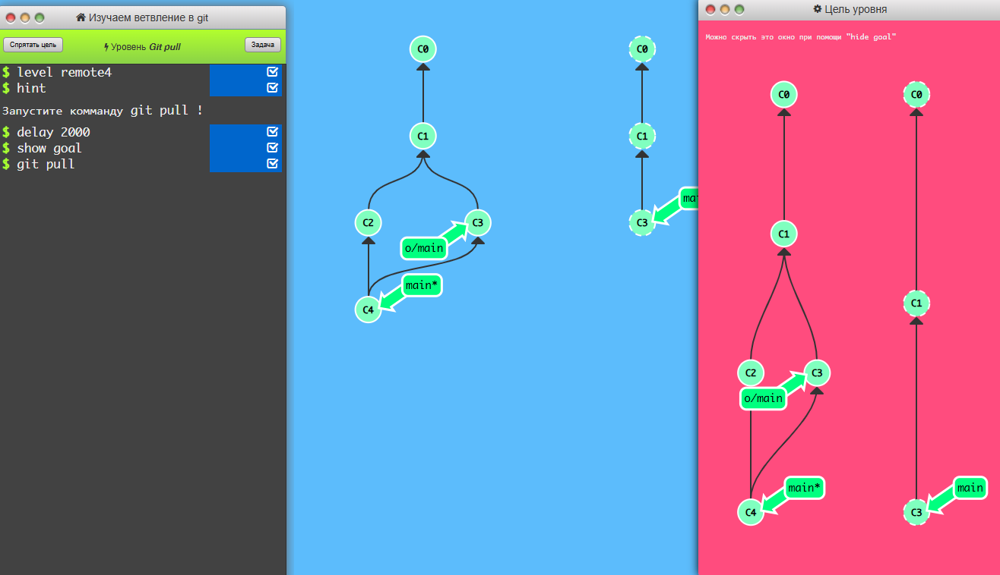 Изучаем ветвление в git
Спрятать цель
Уровень Git pull
Задача
$ level remote4
$ hint
Запустите комманду git pull !
$ delay 2000
$ show goal
$ git pull
C0
C1
C2
C3
o/main
main*
C4
C0
C1
C3
Цель уровня
Можно скрыть это окно при помощи "hide goal"
C0
C1
C2
C3
o/main
main*
C4
C0
C1
main
C3